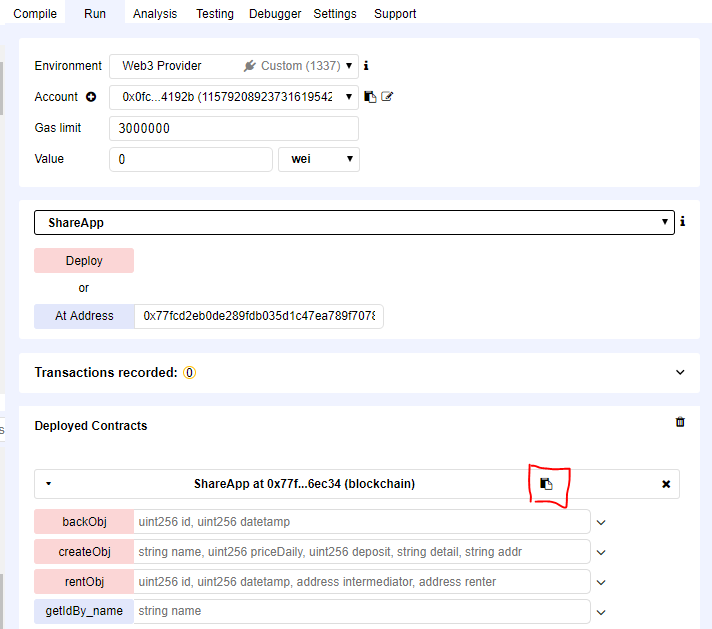 Compile Run Analysis Testing Debugger Settings Support
Environment Web3 Provider Custom (1337)
Account 0x0fc...4192b (11579208923731619542
Gas limit 3000000
Value 0 wei
ShareApp
Deploy
or
At Address 0x77fcd2eb0de289fdb035d1c47ea789f7078
Transactions recorded: 0
Deployed Contracts
ShareApp at 0x77f...6ec34 (blockchain)
backObj uint256 id, uint256 datetamp
createObj string name, uint256 priceDaily, uint256 deposit, string detail, string addr
rentObj uint256 id, uint256 datetamp, address intermediator, address renter
getIdBy_name string name